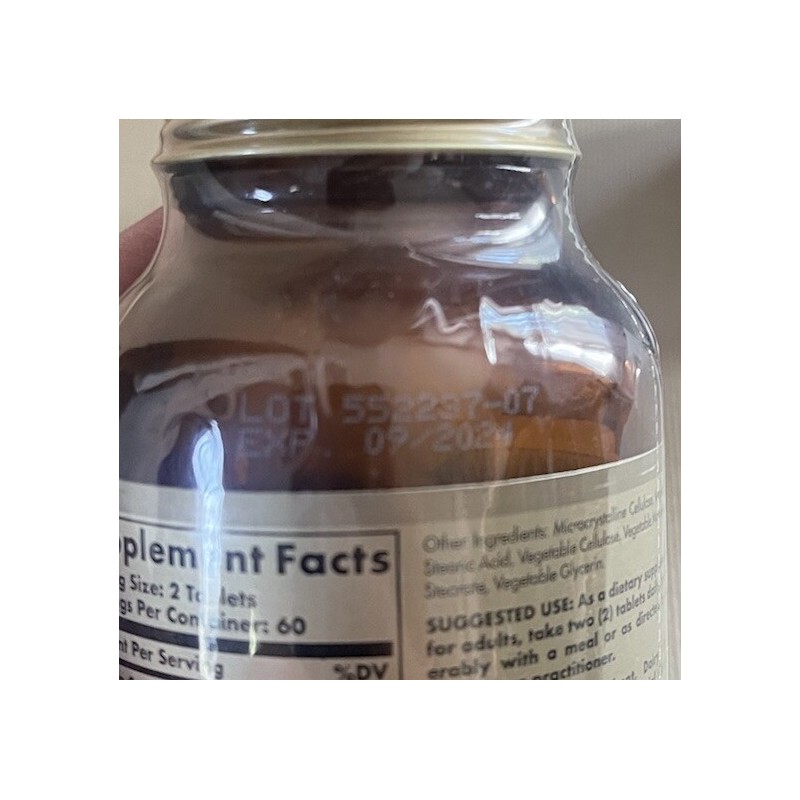 LOT 552237-07
EXP. 09/2024
pplement Facts
g Size: 2 Tablets
gs Per Container: 60
nt Per Serving
%DV
Other Ingredients: Microcrystalline Cellulose,
Stearic Acid, Vegetable Cellulose, Vegetable
Stearate, Vegetable Glycerin.
SUGGESTED USE: As a dietary
for adults, take two (2) tablets
erably with a meal or as directe
practitioner.